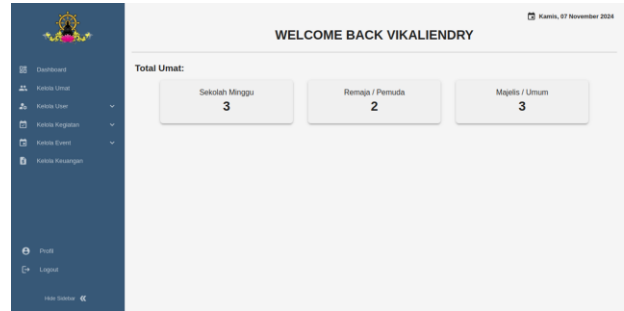 Kamis, 07 November 2024
WELCOME BACK VIKALIENDRY
Dashboard
Kelola Umat
Kelola User
Kelola Kegiatan
Kelola Event
Kelola Keuangan
Profil
Logout
Hide Sidebar
Total Umat:
Sekolah Minggu
3
Remaja / Pemuda
2
Majelis / Umum
3